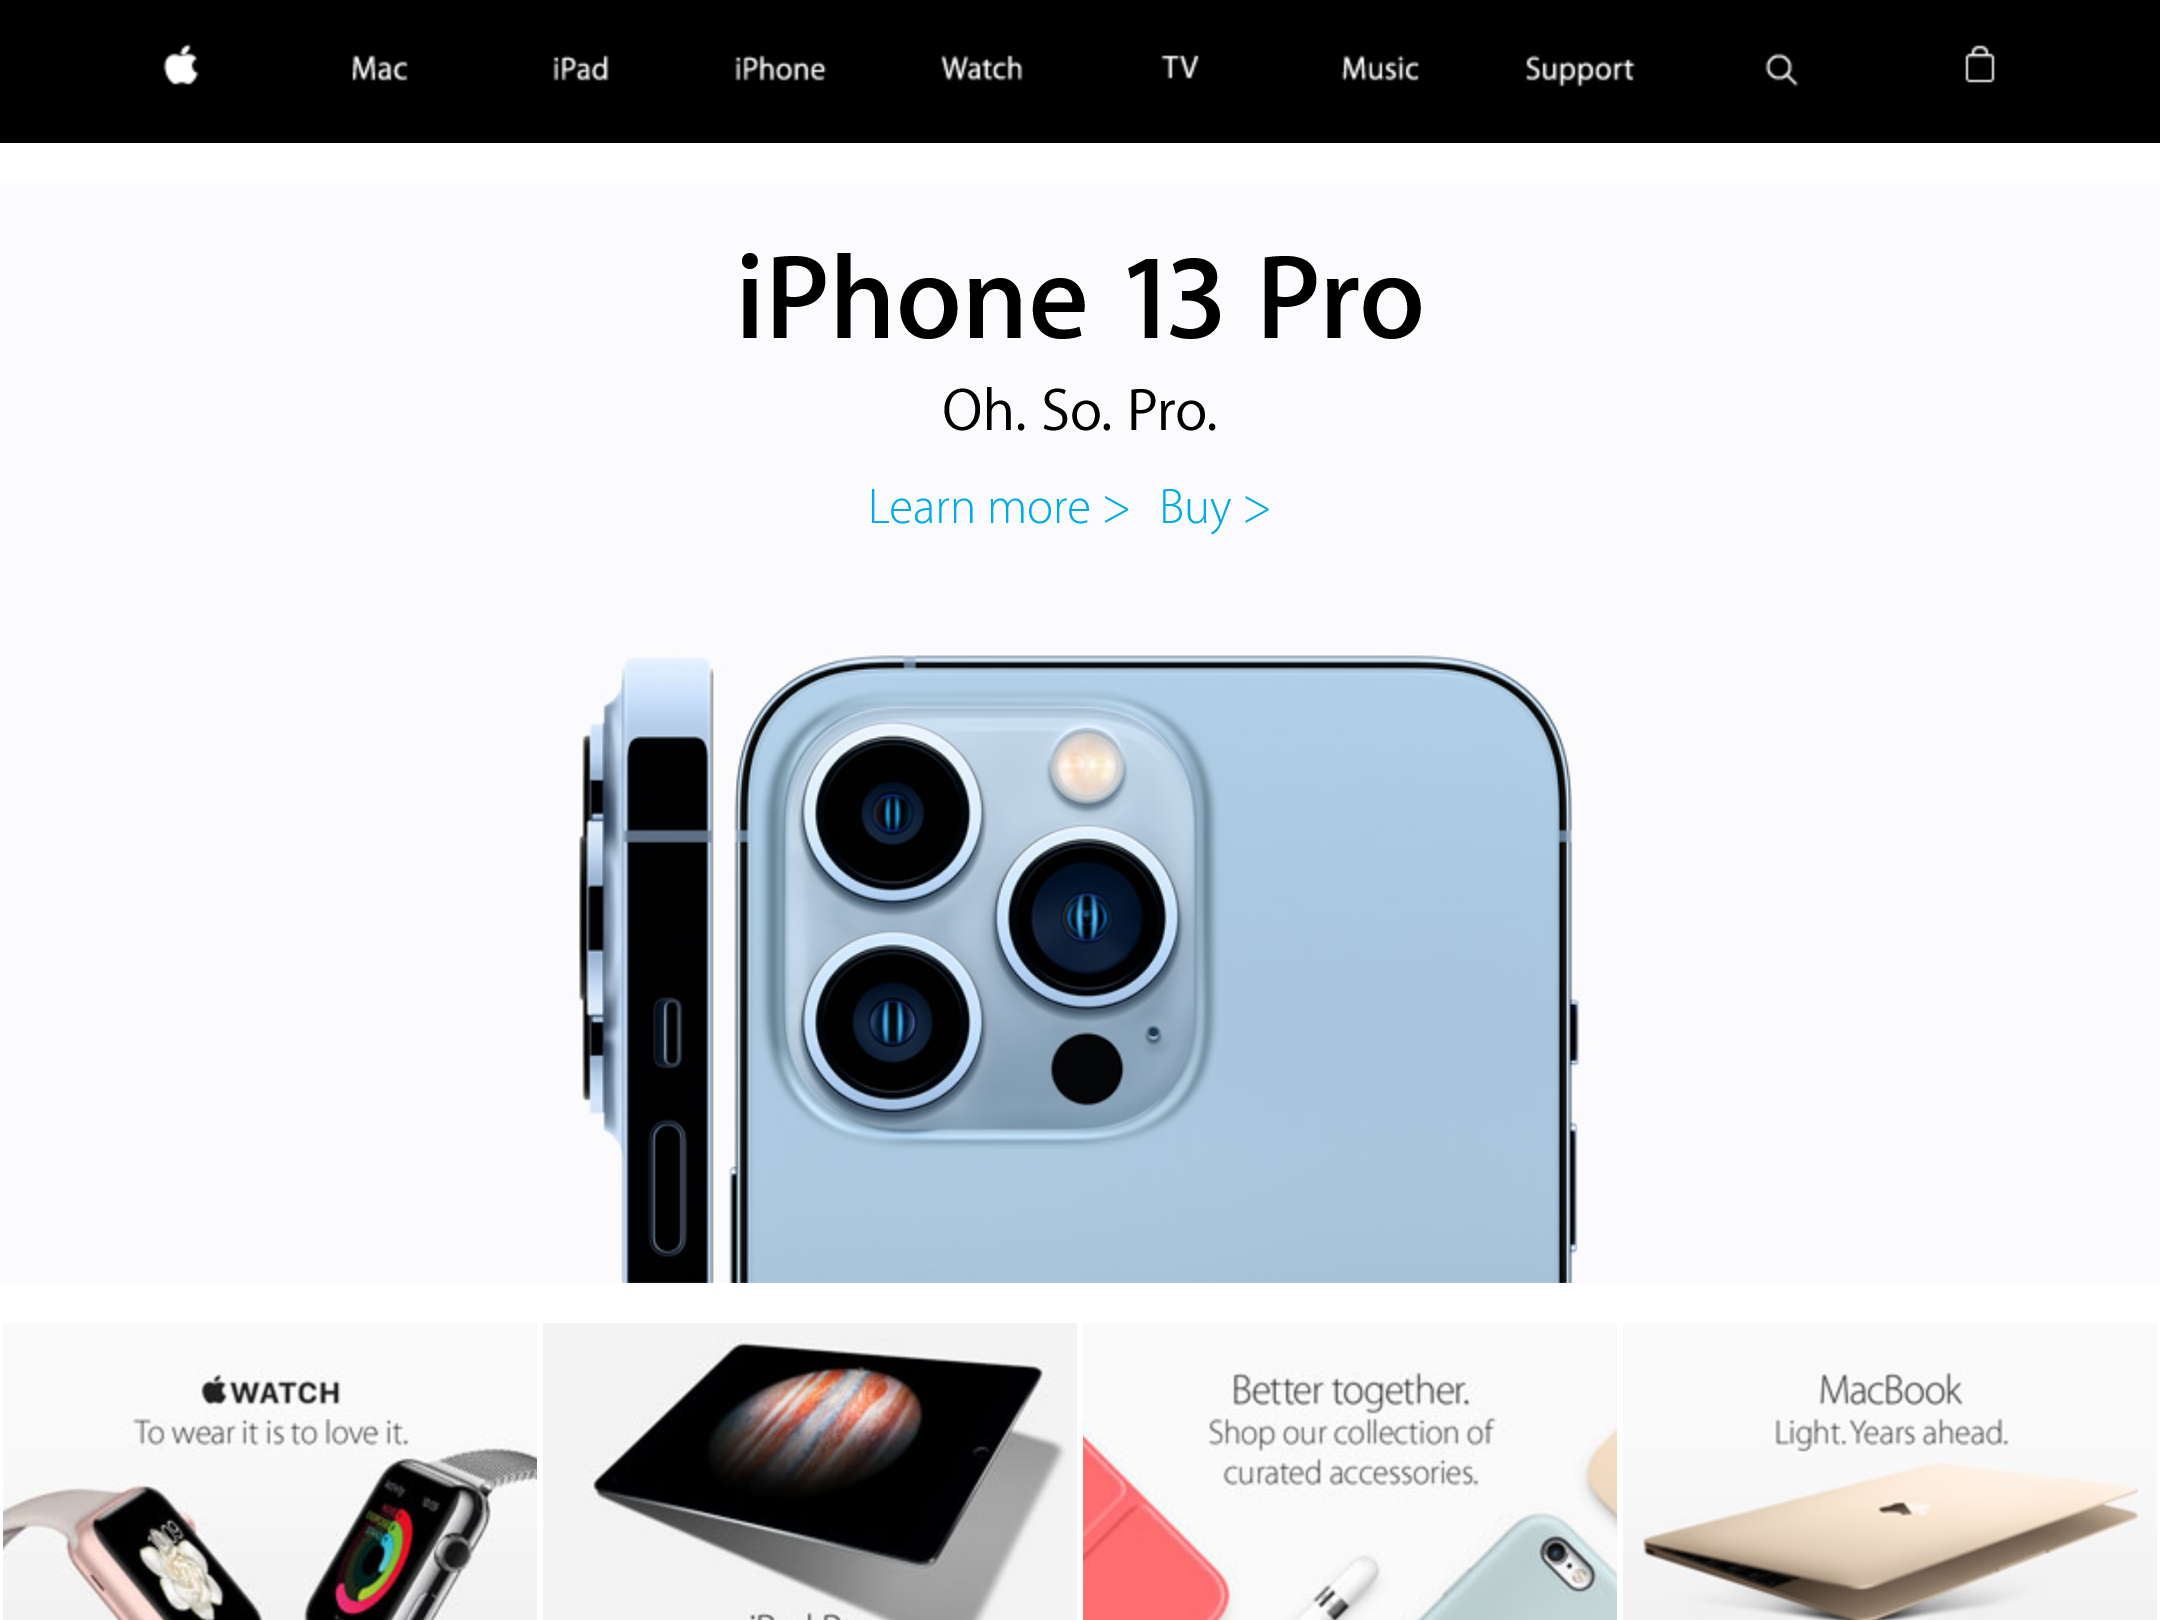 Mac iPad iPhone Watch TV Music Support
iPhone 13 Pro
Oh. So. Pro.
Learn more > Buy >
WATCH
To wear it is to love it.
Better together.
Shop our collection of
curated accessories.
MacBook
Light. Years ahead.